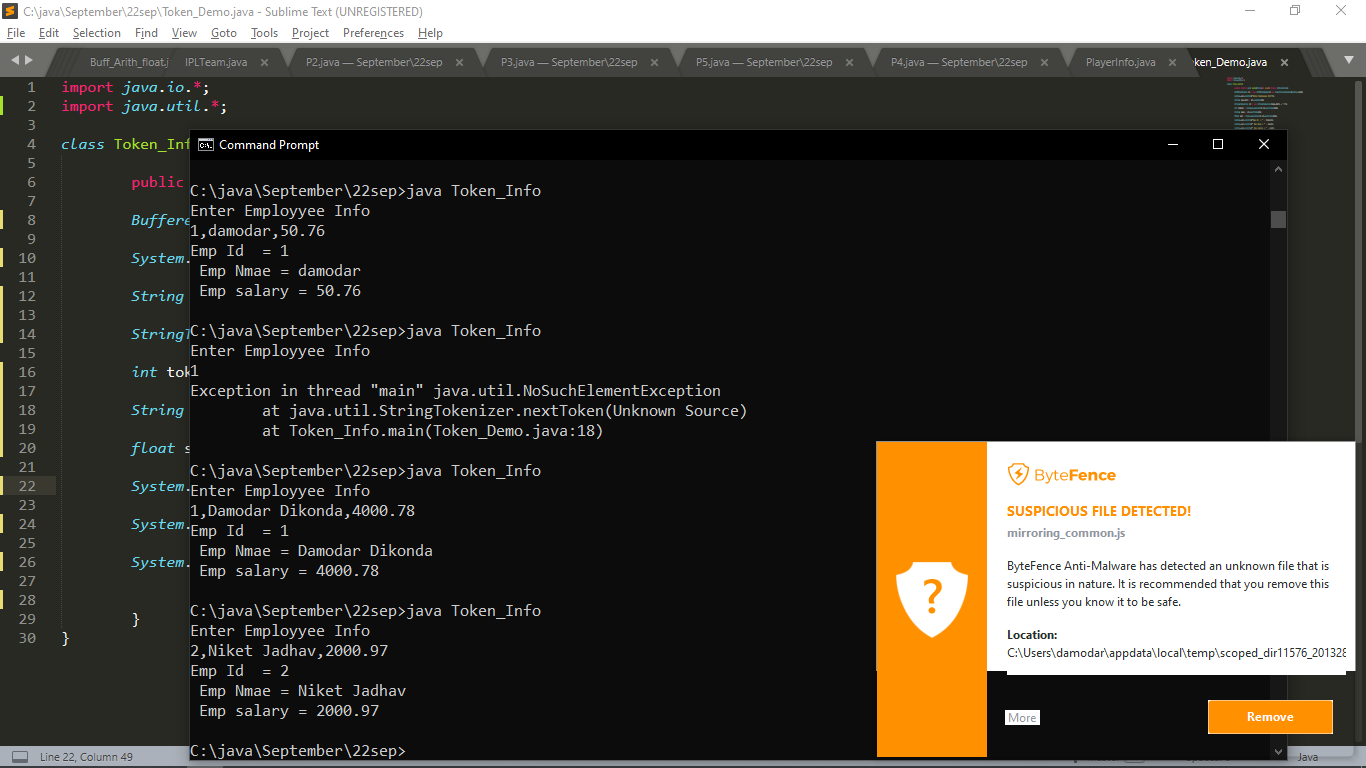 C:\java\September\22sep\Token_Demo.java - Sublime Text (UNREGISTERED)
File Edit Selection Find View Goto Tools Project Preferences Help
Buff_Arith_float.j IPLTeam.java P2.java — September\22sep P3.java — September\22sep P5.java — September\22sep P4.java — September\22sep PlayerInfo.java ken_Demo.java
1 import java.io.*;
2 import java.util.*;
3
4 class Token_Inf
5
6 public
7
8 Buffere
9
10 System.
11
12 String
13
14 StringT
15
16 int tok
17
18 String
19
20 float s
21
22 System.
23
24 System.
25
26 System.
27
28
29 }
30 }
Command Prompt
C:\java\September\22sep>java Token_Info
Enter Employyee Info
1,damodar,50.76
Emp Id  = 1
 Emp Nmae = damodar
 Emp salary = 50.76
C:\java\September\22sep>java Token_Info
Enter Employyee Info
1
Exception in thread "main" java.util.NoSuchElementException
        at java.util.StringTokenizer.nextToken(Unknown Source)
        at Token_Info.main(Token_Demo.java:18)
C:\java\September\22sep>java Token_Info
Enter Employyee Info
1,Damodar Dikonda,4000.78
Emp Id  = 1
 Emp Nmae = Damodar Dikonda
 Emp salary = 4000.78
C:\java\September\22sep>java Token_Info
Enter Employyee Info
2,Niket Jadhav,2000.97
Emp Id  = 2
 Emp Nmae = Niket Jadhav
 Emp salary = 2000.97
C:\java\September\22sep>
ByteFence
SUSPICIOUS FILE DETECTED!
mirroring_common.js
ByteFence Anti-Malware has detected an unknown file that is
suspicious in nature. It is recommended that you remove this
file unless you know it to be safe.
Location:
C:\Users\damodar\appdata\local\temp\scoped_dir11576_201328
More
Remove
Line 22, Column 49
Java